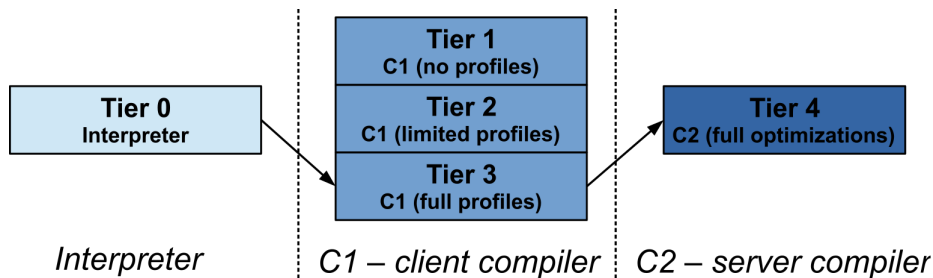 Tier 0
Interpreter
Tier 1
C1 (no profiles)
Tier 2
C1 (limited profiles)
Tier 3
C1 (full profiles)
Tier 4
C2 (full optimizations)
Interpreter
C1 – client compiler
C2 – server compiler